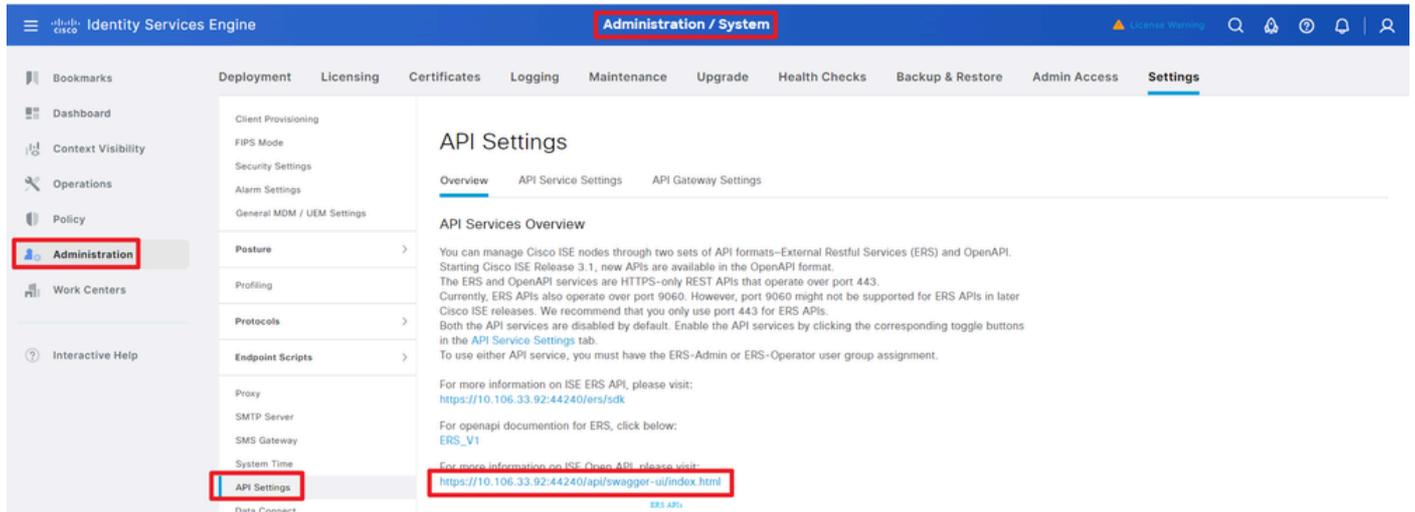 Identity Services Engine
Administration / System
License Warning
CISCO
Bookmarks
Dashboard
Context Visibility
Operations
Policy
Administration
Work Centers
Interactive Help
Deployment Licensing Certificates Logging Maintenance Upgrade Health Checks Backup & Restore Admin Access Settings
Client Provisioning
FIPS Mode
Security Settings
Alarm Settings
General MDM / UEM Settings
Posture
Profiling
Protocols
Endpoint Scripts
Proxy
SMTP Server
SMS Gateway
System Time
API Settings
Data Connect
API Settings
Overview API Service Settings API Gateway Settings
API Services Overview
You can manage Cisco ISE nodes through two sets of API formats–External Restful Services (ERS) and OpenAPI.
Starting Cisco ISE Release 3.1, new APIs are available in the OpenAPI format.
The ERS and OpenAPI services are HTTPS-only REST APIs that operate over port 443.
Currently, ERS APIs also operate over port 9060. However, port 9060 might not be supported for ERS APIs in later
Cisco ISE releases. We recommend that you only use port 443 for ERS APIs.
Both the API services are disabled by default. Enable the API services by clicking the corresponding toggle buttons
in the API Service Settings tab.
To use either API service, you must have the ERS-Admin or ERS-Operator user group assignment.
For more information on ISE ERS API, please visit:
https://10.106.33.92:44240/ers/sdk
For openapi documention for ERS, click below:
ERS_V1
For more information on ISE Open API, please visit:
https://10.106.33.92:44240/api/swagger-ui/index.html
ERS APIs